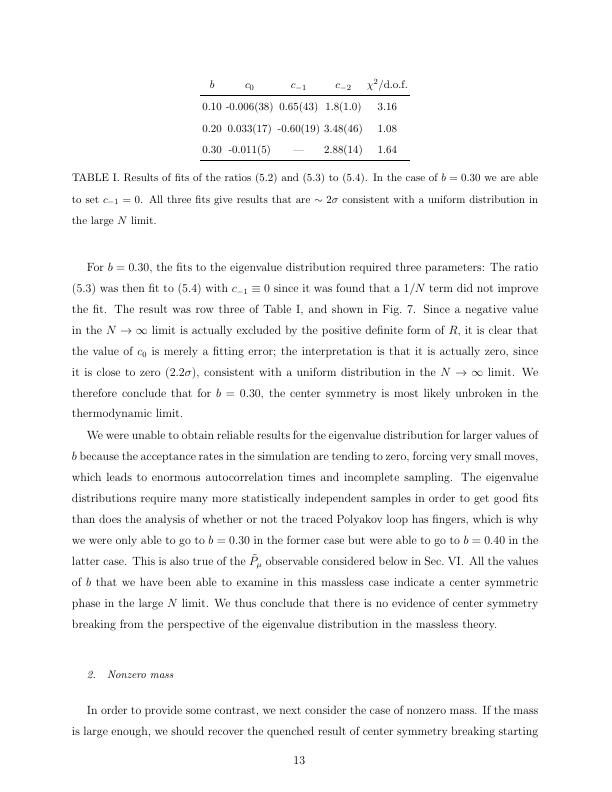 b c₀ c₋₁ c₋₂ χ²/d.o.f.
0.10 -0.006(38) 0.65(43) 1.8(1.0) 3.16
0.20 0.033(17) -0.60(19) 3.48(46) 1.08
0.30 -0.011(5) — 2.88(14) 1.64
TABLE I. Results of fits of the ratios (5.2) and (5.3) to (5.4). In the case of b = 0.30 we are able
to set c₋₁ = 0. All three fits give results that are ∼ 2σ consistent with a uniform distribution in
the large N limit.
For b = 0.30, the fits to the eigenvalue distribution required three parameters: The ratio
(5.3) was then fit to (5.4) with c₋₁ ≡ 0 since it was found that a 1/N term did not improve
the fit. The result was row three of Table I, and shown in Fig. 7. Since a negative value
in the N → ∞ limit is actually excluded by the positive definite form of R, it is clear that
the value of c₀ is merely a fitting error; the interpretation is that it is actually zero, since
it is close to zero (2.2σ), consistent with a uniform distribution in the N → ∞ limit. We
therefore conclude that for b = 0.30, the center symmetry is most likely unbroken in the
thermodynamic limit.
We were unable to obtain reliable results for the eigenvalue distribution for larger values of
b because the acceptance rates in the simulation are tending to zero, forcing very small moves,
which leads to enormous autocorrelation times and incomplete sampling. The eigenvalue
distributions require many more statistically independent samples in order to get good fits
than does the analysis of whether or not the traced Polyakov loop has fingers, which is why
we were only able to go to b = 0.30 in the former case but were able to go to b = 0.40 in the
latter case. This is also true of the P̃μ observable considered below in Sec. VI. All the values
of b that we have been able to examine in this massless case indicate a center symmetric
phase in the large N limit. We thus conclude that there is no evidence of center symmetry
breaking from the perspective of the eigenvalue distribution in the massless theory.
2. Nonzero mass
In order to provide some contrast, we next consider the case of nonzero mass. If the mass
is large enough, we should recover the quenched result of center symmetry breaking starting
13